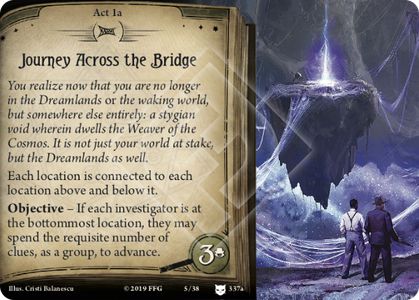 Act 1a
Journey Across the Bridge
You realize now that you are no longer
in the Dreamlands or the waking world,
but somewhere else entirely: a stygian
void wherein dwells the Weaver of the
Cosmos. It is not just your world at stake,
but the Dreamlands as well.
Each location is connected to each
location above and below it.
Objective – If each investigator is at
the bottommost location, they may
spend the requisite number of
clues, as a group, to advance.
3
Illus. Cristi Balanescu
© 2019 FFG
5/38
337a